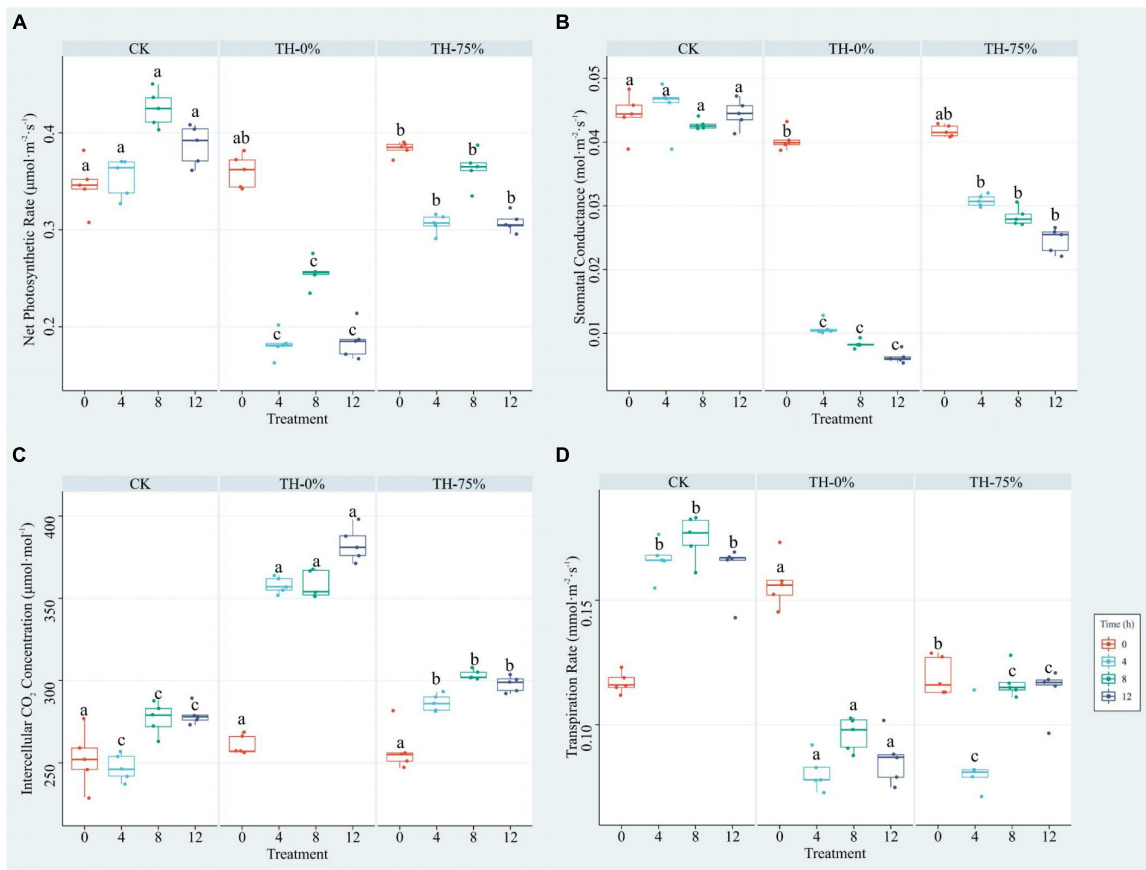 A
CK TH-0% TH-75%
Net Photosynthetic Rate (μmol·m⁻²·s⁻¹)
0.4
0.3
0.2
a a a a
ab c c c
b b b b
0 4 8 12 0 4 8 12 0 4 8 12
Treatment
B
CK TH-0% TH-75%
Stomatal Conductance (mol·m⁻²·s⁻¹)
0.05
0.04
0.03
0.02
0.01
a a a a
b c c c
ab b b b
0 4 8 12 0 4 8 12 0 4 8 12
Treatment
C
CK TH-0% TH-75%
Intercellular CO₂ Concentration (μmol·mol⁻¹)
400
350
300
250
a c c c
a a a a
a b b b
0 4 8 12 0 4 8 12 0 4 8 12
Treatment
D
CK TH-0% TH-75%
Transpiration Rate (mmol·m⁻²·s⁻¹)
0.15
0.10
b b b
a a a a
b c c c
0 4 8 12 0 4 8 12 0 4 8 12
Treatment
Time (h)
0
4
8
12